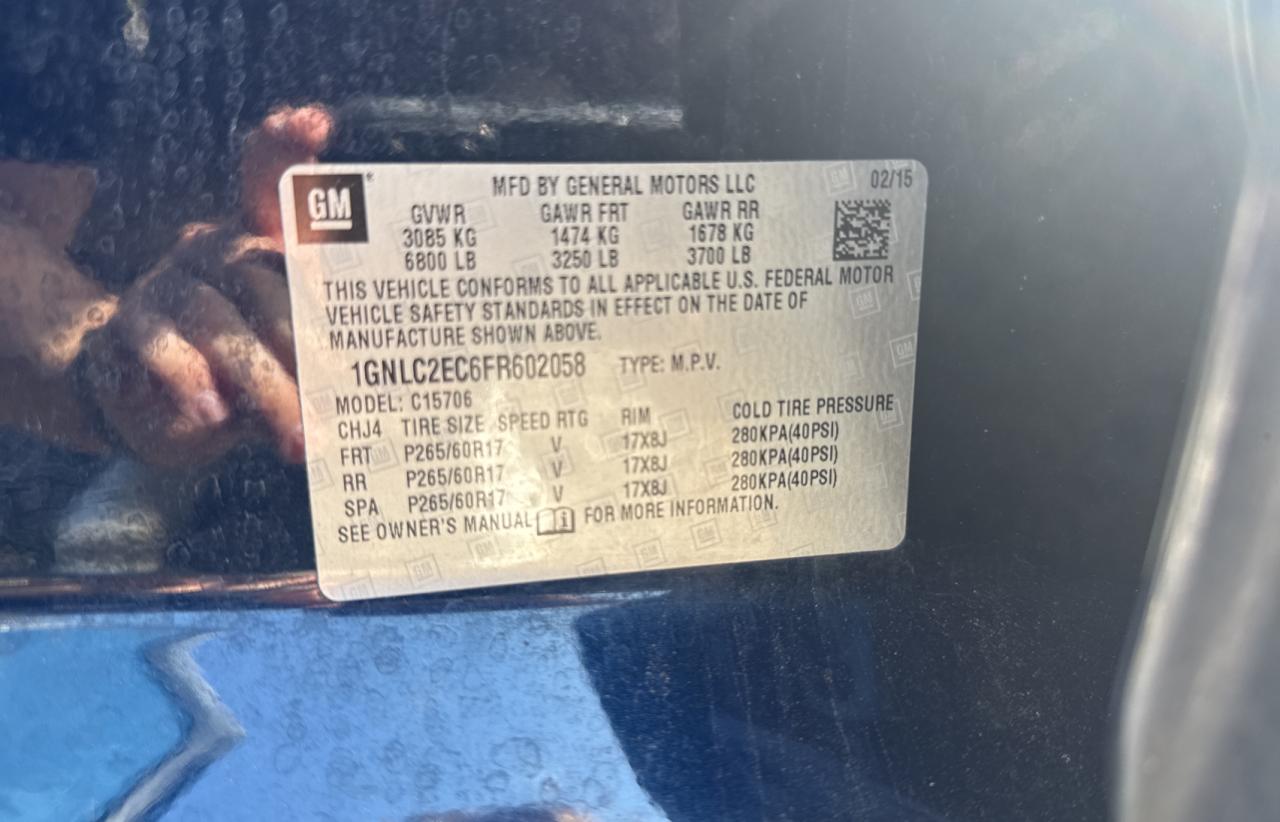 GM ®
MFD BY GENERAL MOTORS LLC 02/15
GVWR GAWR FRT GAWR RR
3085 KG 1474 KG 1678 KG
6800 LB 3250 LB 3700 LB
THIS VEHICLE CONFORMS TO ALL APPLICABLE U.S. FEDERAL MOTOR
VEHICLE SAFETY STANDARDS IN EFFECT ON THE DATE OF
MANUFACTURE SHOWN ABOVE.
1GNLC2EC6FR602058 TYPE: M.P.V.
MODEL: C15706
CHJ4 TIRE SIZE SPEED RTG RIM COLD TIRE PRESSURE
FRT P265/60R17 V 17X8J 280KPA(40PSI)
RR P265/60R17 V 17X8J 280KPA(40PSI)
SPA P265/60R17 V 17X8J 280KPA(40PSI)
SEE OWNER'S MANUAL i FOR MORE INFORMATION.